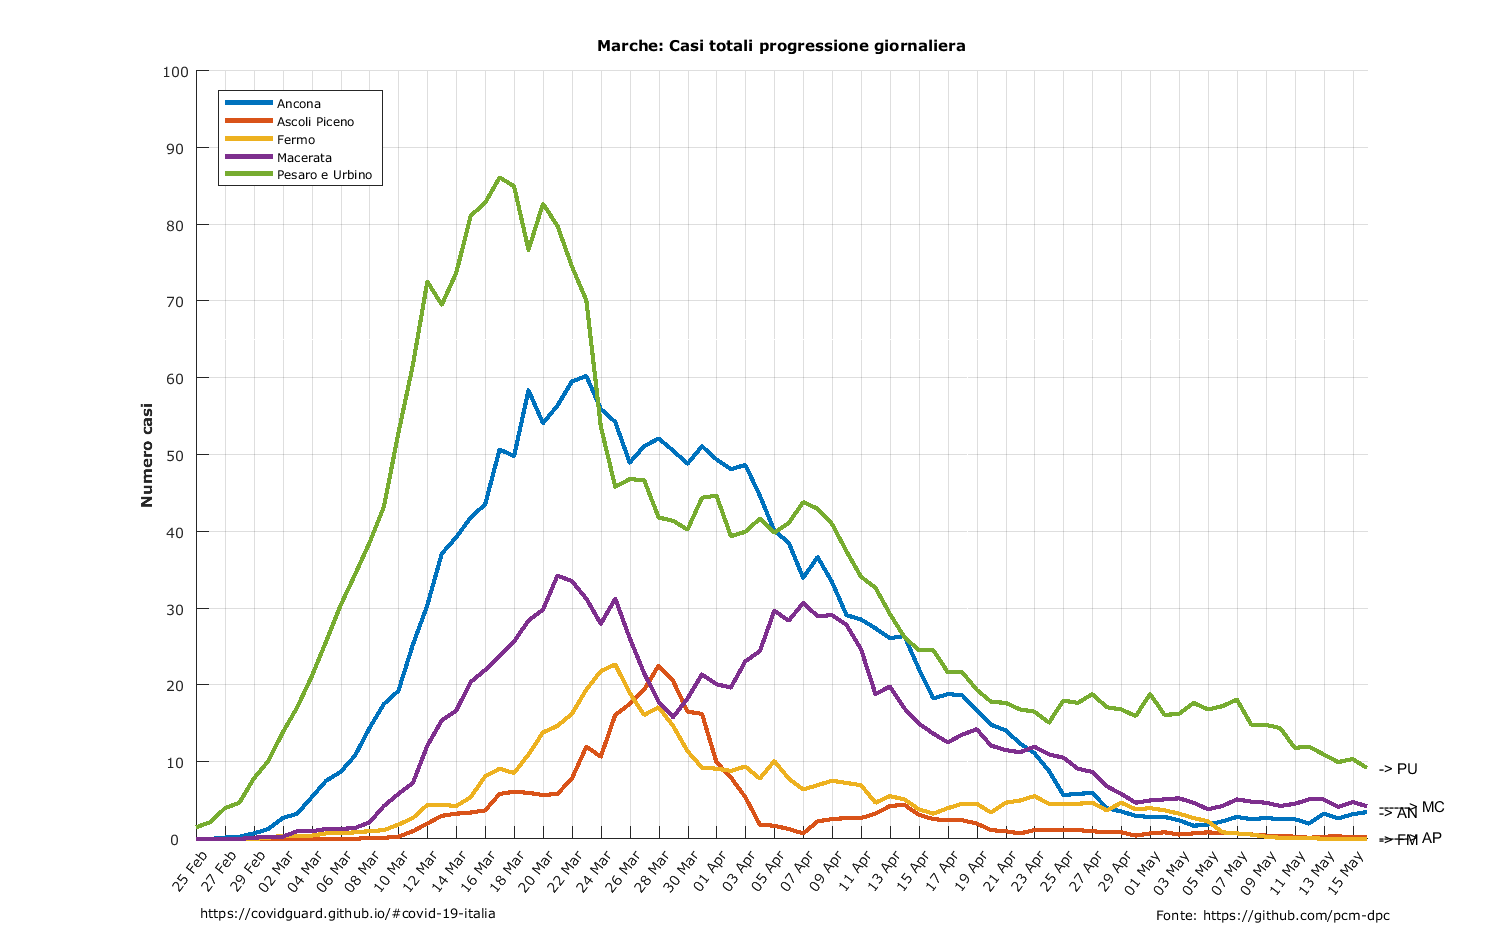 Marche: Casi totali progressione giornaliera
Numero casi
100
90
80
70
60
50
40
30
20
10
0
Ancona
Ascoli Piceno
Fermo
Macerata
Pesaro e Urbino
-> PU
-----> MC
-> AN
-----> AP
-> FM
25 Feb
27 Feb
29 Feb
02 Mar
04 Mar
06 Mar
08 Mar
10 Mar
12 Mar
14 Mar
16 Mar
18 Mar
20 Mar
22 Mar
24 Mar
26 Mar
28 Mar
30 Mar
01 Apr
03 Apr
05 Apr
07 Apr
09 Apr
11 Apr
13 Apr
15 Apr
17 Apr
19 Apr
21 Apr
23 Apr
25 Apr
27 Apr
29 Apr
01 May
03 May
05 May
07 May
09 May
11 May
13 May
15 May
https://covidguard.github.io/#covid-19-italia
Fonte: https://github.com/pcm-dpc